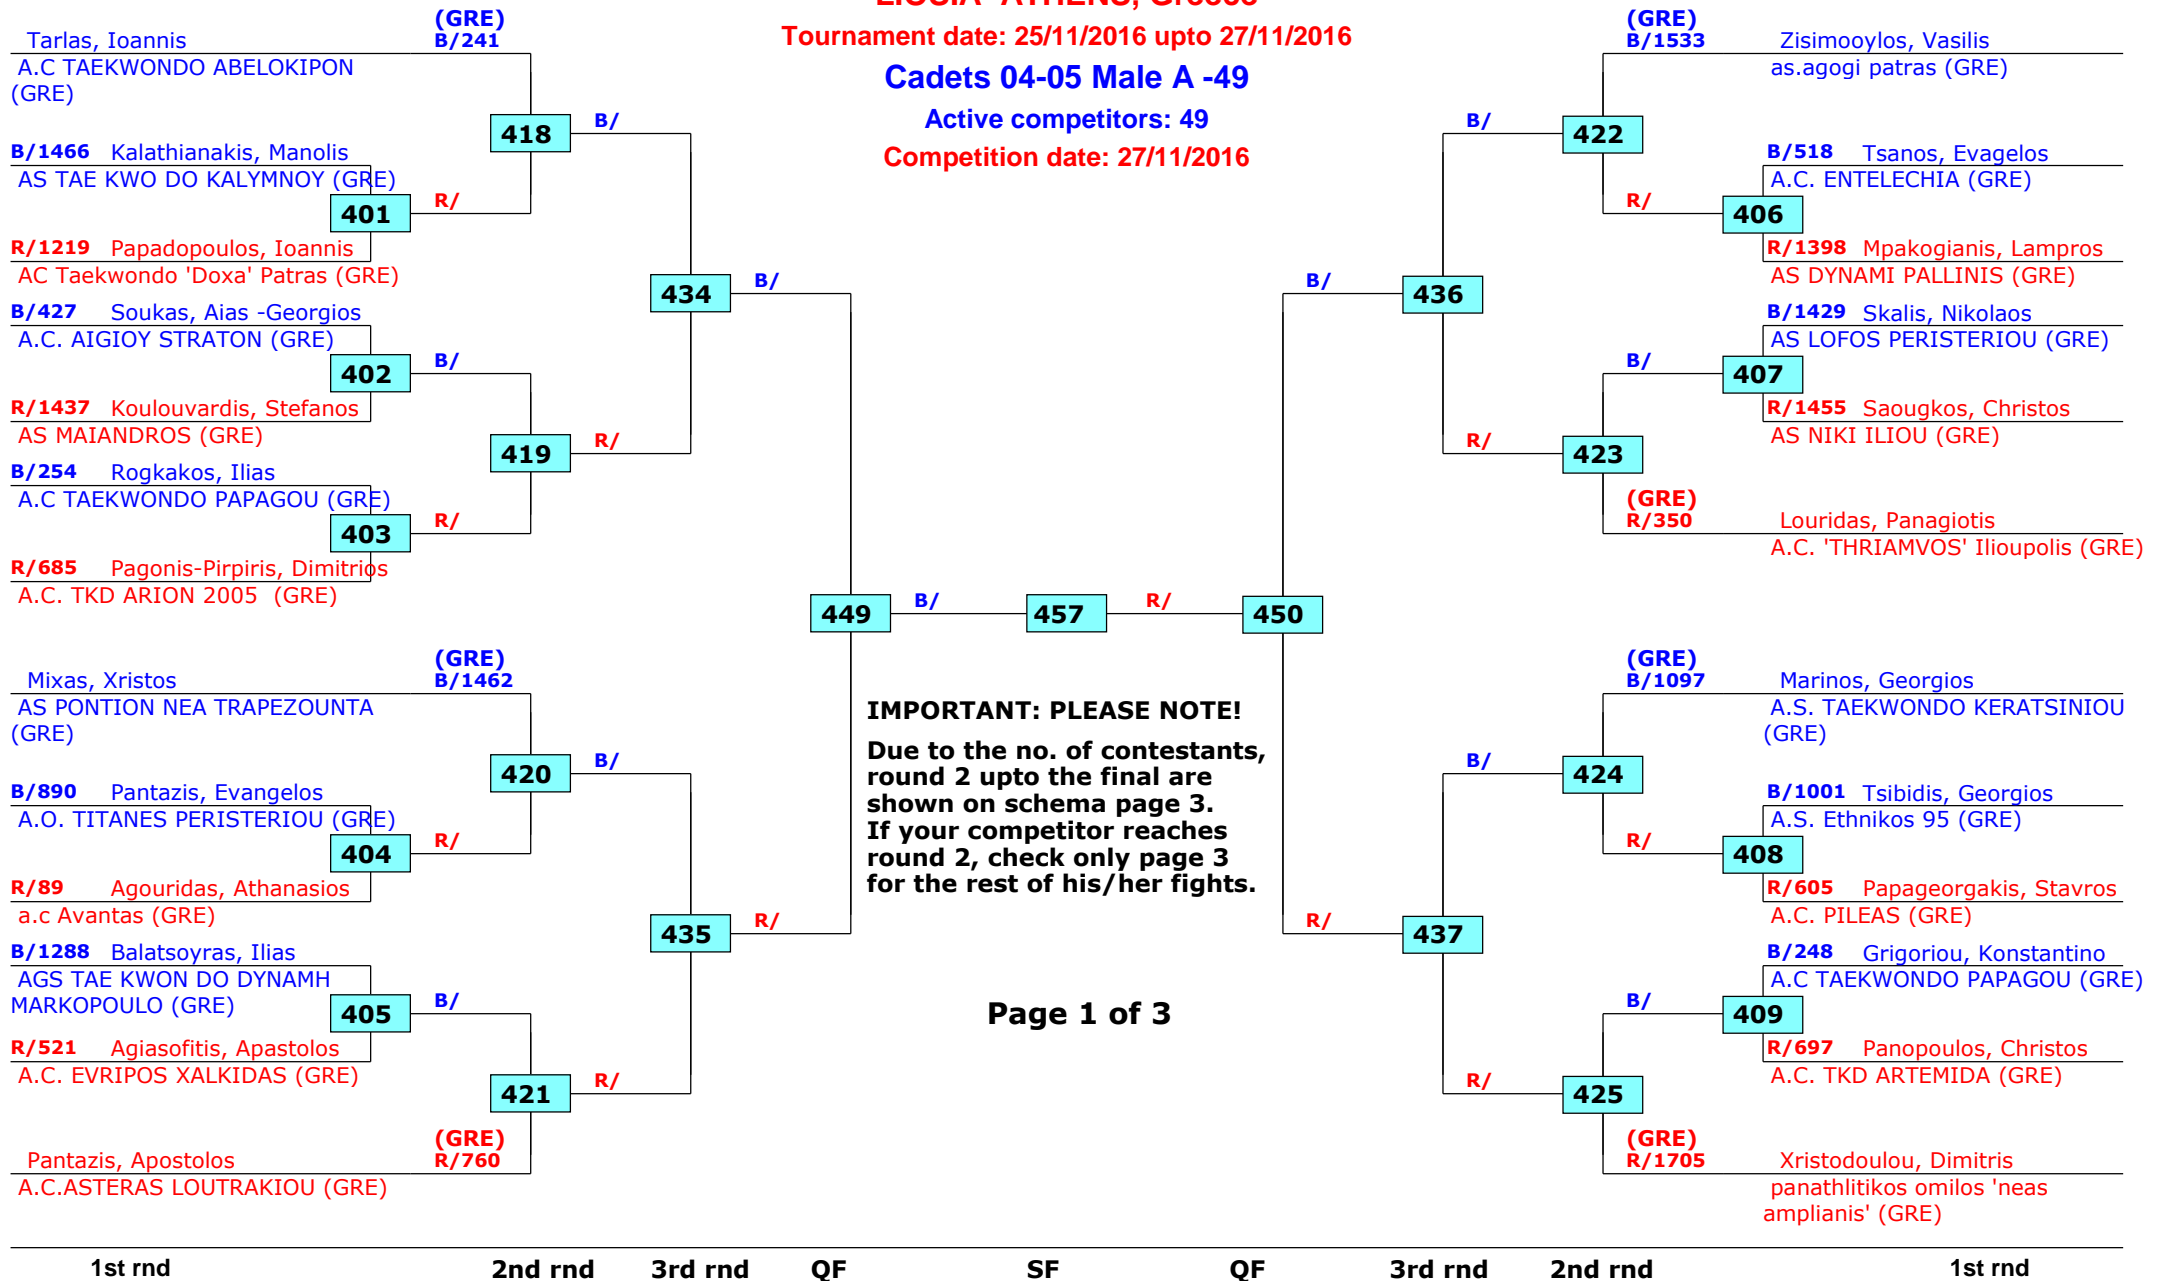 LIOSIA- ATHENS, Greece
Tournament date: 25/11/2016 upto 27/11/2016
Cadets 04-05 Male A -49
Active competitors: 49
Competition date: 27/11/2016
(GRE)
Tarlas, Ioannis B/241
A.C TAEKWONDO ABELOKIPON
(GRE)
418 B/
B/1466 Kalathianakis, Manolis
AS TAE KWO DO KALYMNOY (GRE)
401 R/
R/1219 Papadopoulos, Ioannis
AC Taekwondo 'Doxa' Patras (GRE)
434 B/
B/427 Soukas, Aias -Georgios
A.C. AIGIOY STRATON (GRE)
402 B/
R/1437 Koulouvardis, Stefanos
AS MAIANDROS (GRE)
419 R/
B/254 Rogkakos, Ilias
A.C TAEKWONDO PAPAGOU (GRE)
403 R/
R/685 Pagonis-Pirpiris, Dimitrios
A.C. TKD ARION 2005 (GRE)
449 B/ 457 R/ 450
(GRE)
Mixas, Xristos B/1462
AS PONTION NEA TRAPEZOUNTA
(GRE)
420 B/
B/890 Pantazis, Evangelos
A.O. TITANES PERISTERIOU (GRE)
404 R/
R/89 Agouridas, Athanasios
a.c Avantas (GRE)
435 R/
B/1288 Balatsoyras, Ilias
AGS TAE KWON DO DYNAMH
MARKOPOULO (GRE)
405 B/
R/521 Agiasofitis, Apastolos
A.C. EVRIPOS XALKIDAS (GRE)
421 R/
(GRE)
Pantazis, Apostolos R/760
A.C.ASTERAS LOUTRAKIOU (GRE)
IMPORTANT: PLEASE NOTE!
Due to the no. of contestants,
round 2 upto the final are
shown on schema page 3.
If your competitor reaches
round 2, check only page 3
for the rest of his/her fights.
Page 1 of 3
(GRE)
B/1533 Zisimooylos, Vasilis
as.agogi patras (GRE)
B/ 422
B/518 Tsanos, Evagelos
A.C. ENTELECHIA (GRE)
R/ 406
R/1398 Mpakogianis, Lampros
AS DYNAMI PALLINIS (GRE)
B/ 436
B/1429 Skalis, Nikolaos
AS LOFOS PERISTERIOU (GRE)
B/ 407
R/1455 Saougkos, Christos
AS NIKI ILIOU (GRE)
R/ 423
(GRE)
R/350 Louridas, Panagiotis
A.C. 'THRIAMVOS' Ilioupolis (GRE)
(GRE)
B/1097 Marinos, Georgios
A.S. TAEKWONDO KERATSINIOU
(GRE)
B/ 424
B/1001 Tsibidis, Georgios
A.S. Ethnikos 95 (GRE)
R/ 408
R/605 Papageorgakis, Stavros
A.C. PILEAS (GRE)
R/ 437
B/248 Grigoriou, Konstantino
A.C TAEKWONDO PAPAGOU (GRE)
B/ 409
R/697 Panopoulos, Christos
A.C. TKD ARTEMIDA (GRE)
R/ 425
(GRE)
R/1705 Xristodoulou, Dimitris
panathlitikos omilos 'neas
amplianis' (GRE)
1st rnd 2nd rnd 3rd rnd QF SF QF 3rd rnd 2nd rnd 1st rnd